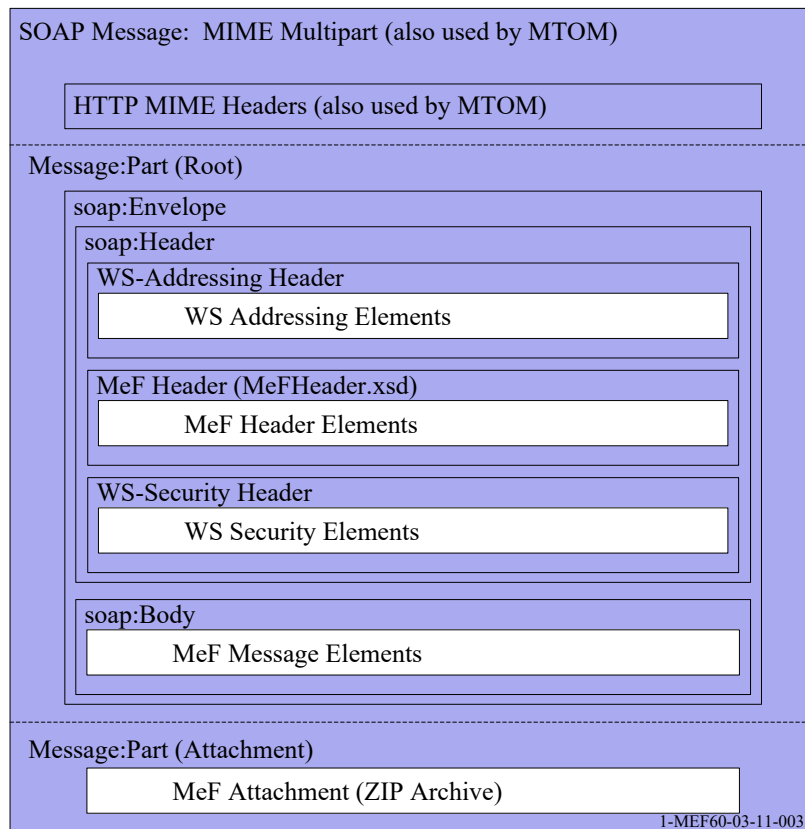 SOAP Message: MIME Multipart (also used by MTOM)
HTTP MIME Headers (also used by MTOM)
Message:Part (Root)
soap:Envelope
soap:Header
WS-Addressing Header
WS Addressing Elements
MeF Header (MeFHeader.xsd)
MeF Header Elements
WS-Security Header
WS Security Elements
soap:Body
MeF Message Elements
Message:Part (Attachment)
MeF Attachment (ZIP Archive)
1-MEF60-03-11-003